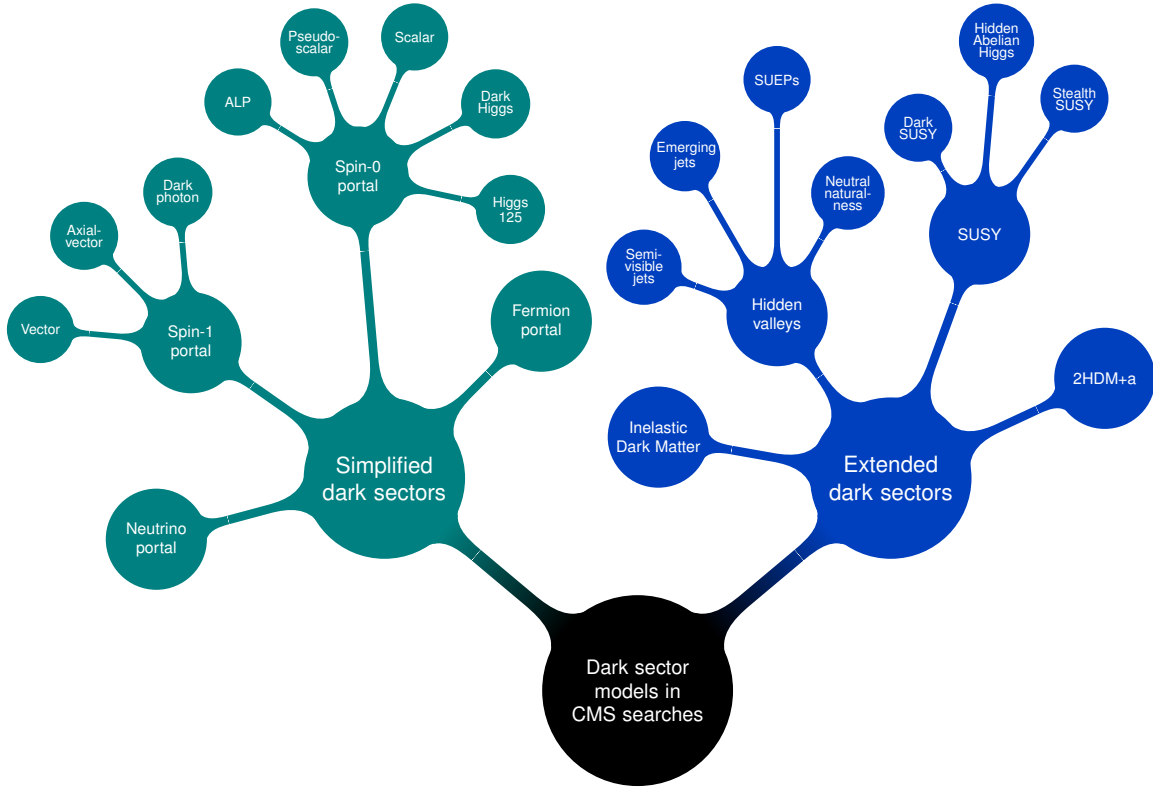 Pseudo-
scalar
Scalar
ALP
Dark
Higgs
Spin-0
portal
Higgs
125
Dark
photon
Axial-
vector
Vector
Spin-1
portal
Fermion
portal
Simplified
dark sectors
Neutrino
portal
Hidden
Abelian
Higgs
SUEPs
Stealth
SUSY
Dark
SUSY
Emerging
jets
Neutral
natural-
ness
SUSY
Semi-
visible
jets
Hidden
valleys
2HDM+a
Inelastic
Dark Matter
Extended
dark sectors
Dark sector
models in
CMS searches